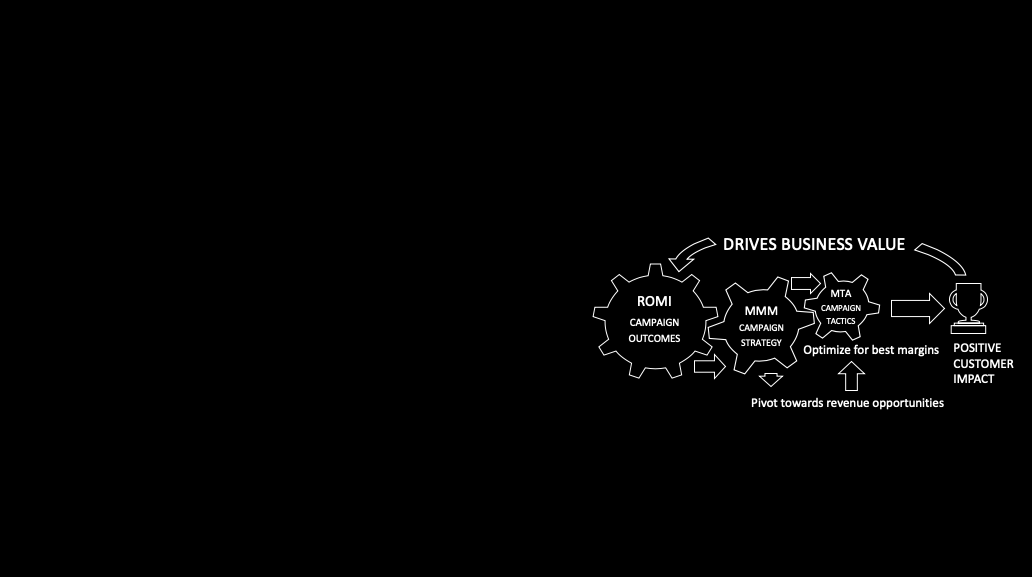 DRIVES BUSINESS VALUE
ROMI
CAMPAIGN
OUTCOMES
MMM
CAMPAIGN
STRATEGY
MTA
CAMPAIGN
TACTICS
Optimize for best margins
Pivot towards revenue opportunities
POSITIVE
CUSTOMER
IMPACT